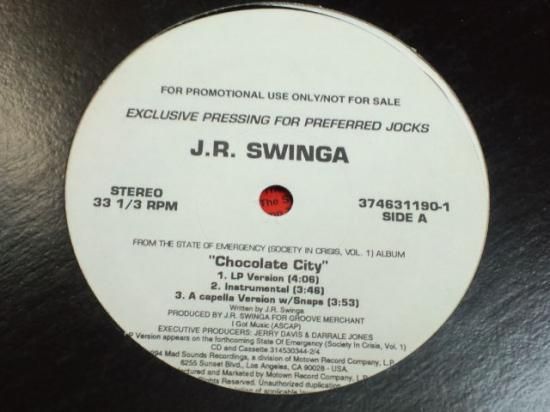 FOR PROMOTIONAL USE ONLY/NOT FOR SALE
EXCLUSIVE PRESSING FOR PREFERRED JOCKS
J.R. SWINGA
STEREO
33 1/3 RPM
The S
374631190-1
SIDE A
FROM THE STATE OF EMERGENCY (SOCIETY IN CRISIS, VOL. 1) ALBUM
"Chocolate City"
1. LP Version (4:06)
2. Instrumental (3:46)
3. A capella Version w/Snaps (3:53)
Written by J.R. Swinga
PRODUCED BY J.R. SWINGA FOR GROOVE MERCHANT
I Got Music (ASCAP)
EXECUTIVE PRODUCERS: JERRY DAVIS & DARRALE JONES
LP Version appears on the forthcoming State Of Emergency (Society In Crisis, Vol. 1)
CD and Cassette 314530344-2/4
94 Mad Sounds Recordings, a division of Motown Record Company, L.P.
6255 Sunset Blvd., Los Angeles, CA 90028 - USA.
and Marketed by Motown Record Company, L.P.
Rights Reserved. Unauthorized duplication